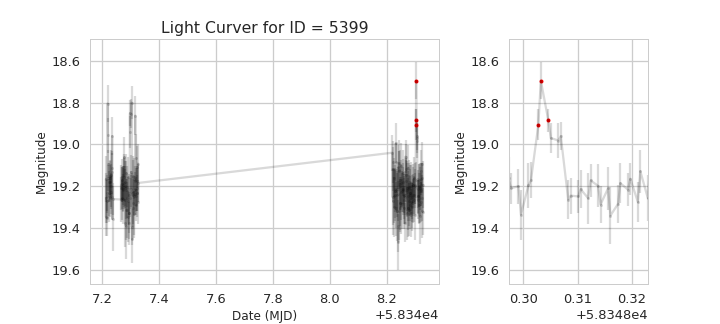 Light Curver for ID = 5399
Magnitude
18.6
18.8
19.0
19.2
19.4
19.6
7.2 7.4 7.6 7.8 8.0 8.2
Date (MJD)
+5.834e4
Magnitude
18.6
18.8
19.0
19.2
19.4
19.6
0.30 0.31 0.32
+5.8348e4